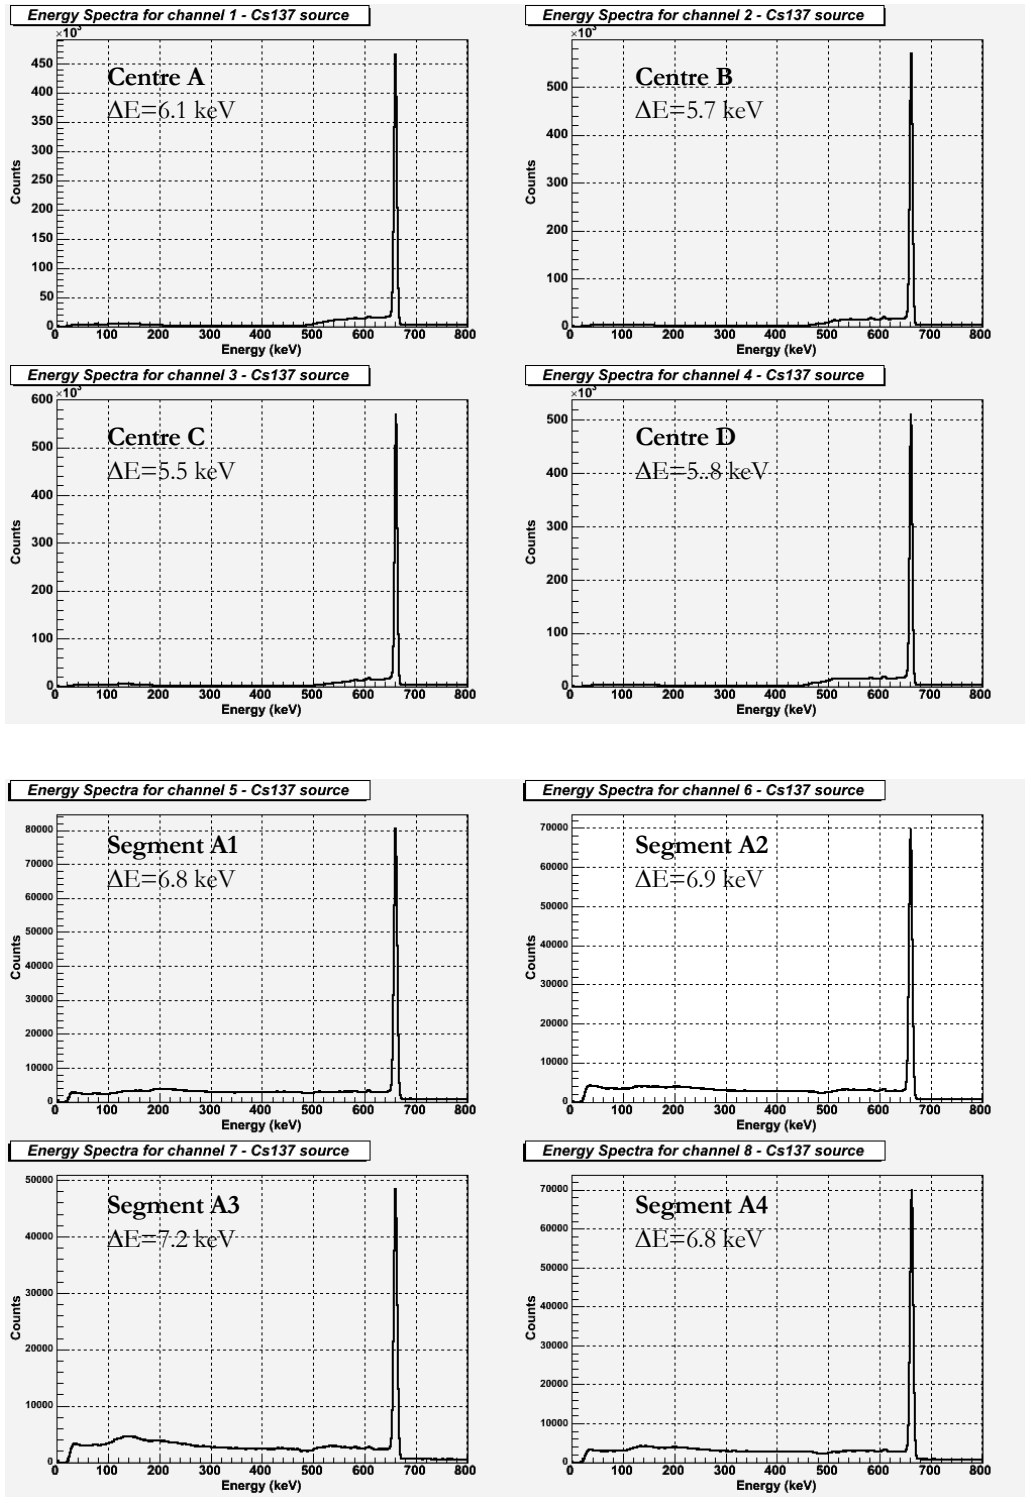 Energy Spectra for channel 1 - Cs137 source
×10³
Centre A
ΔE=6.1 keV
450
400
350
300
250
200
150
100
50
0
Counts
0 100 200 300 400 500 600 700 800
Energy (keV)
Energy Spectra for channel 2 - Cs137 source
×10³
Centre B
ΔE=5.7 keV
500
400
300
200
100
0
Counts
0 100 200 300 400 500 600 700 800
Energy (keV)
Energy Spectra for channel 3 - Cs137 source
×10³
Centre C
ΔE=5.5 keV
600
500
400
300
200
100
0
Counts
0 100 200 300 400 500 600 700 800
Energy (keV)
Energy Spectra for channel 4 - Cs137 source
×10³
Centre D
ΔE=5..8 keV
500
400
300
200
100
0
Counts
0 100 200 300 400 500 600 700 800
Energy (keV)
Energy Spectra for channel 5 - Cs137 source
Segment A1
ΔE=6.8 keV
80000
70000
60000
50000
40000
30000
20000
10000
0
Counts
0 100 200 300 400 500 600 700 800
Energy (keV)
Energy Spectra for channel 6 - Cs137 source
Segment A2
ΔE=6.9 keV
70000
60000
50000
40000
30000
20000
10000
0
Counts
0 100 200 300 400 500 600 700 800
Energy (keV)
Energy Spectra for channel 7 - Cs137 source
Segment A3
ΔE=7.2 keV
50000
40000
30000
20000
10000
0
Counts
0 100 200 300 400 500 600 700 800
Energy (keV)
Energy Spectra for channel 8 - Cs137 source
Segment A4
ΔE=6.8 keV
70000
60000
50000
40000
30000
20000
10000
0
Counts
0 100 200 300 400 500 600 700 800
Energy (keV)